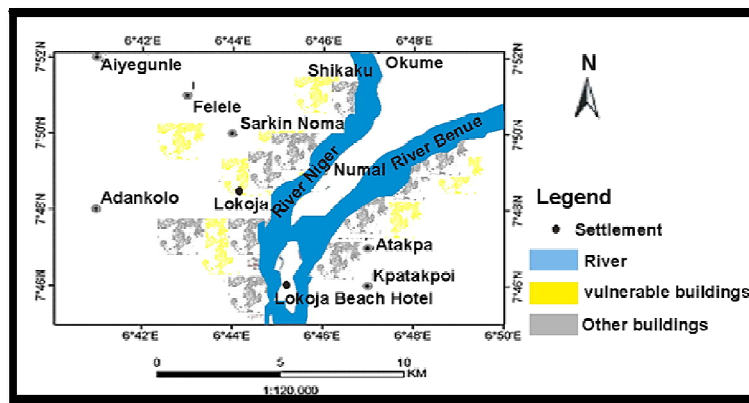 6°42'E 6°44'E 6°46'E 6°48'E 6°50'E
7°52'N 7°52'N
Shikaku Okume
Aiyegunle
Felele
Sarkin Noma
7°50'N 7°50'N
River Niger
River Benue
Numal
Adankolo
Lokoja
7°48'N 7°48'N
Atakpa
Kpatakpoi
7°46'N 7°46'N
Lokoja Beach Hotel
6°42'E 6°44'E 6°46'E 6°48'E 6°50'E
0 5 10
KM
1:120,000
N
Legend
Settlement
River
vulnerable buildings
Other buildings